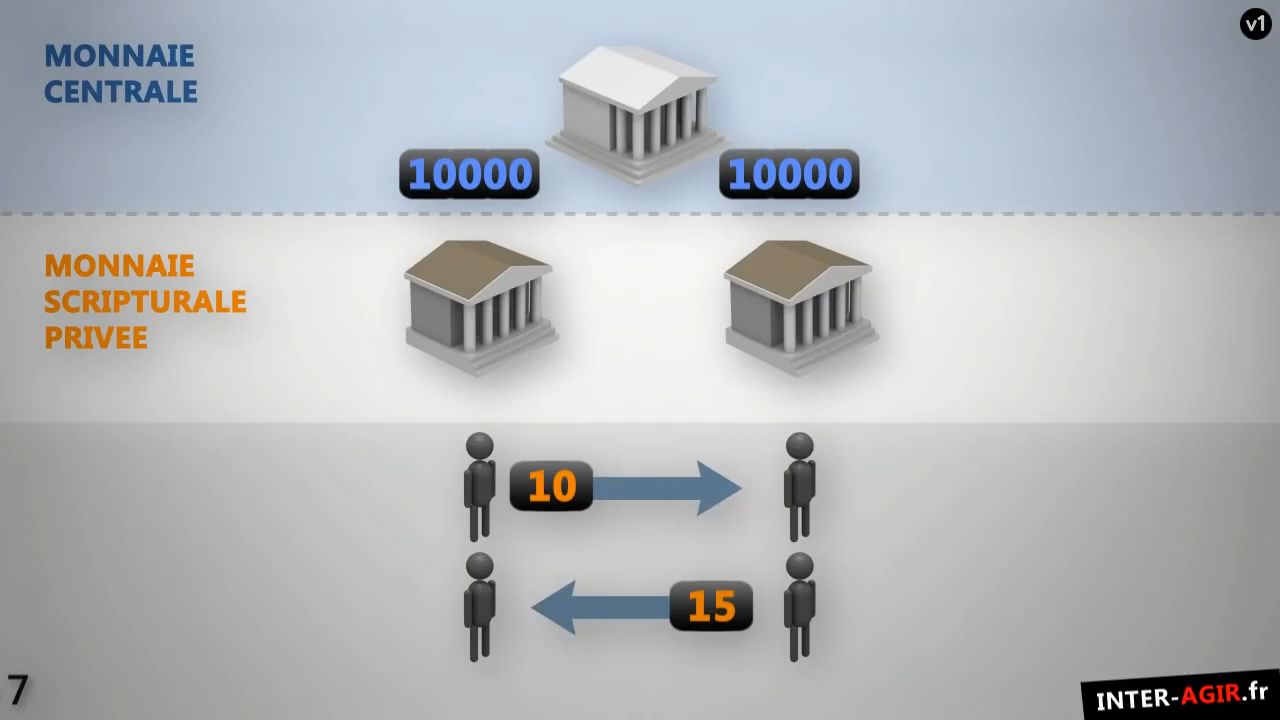 v1
MONNAIE
CENTRALE
10000
10000
MONNAIE
SCRIPTURALE
PRIVEE
10
15
7
INTER-AGIR.fr